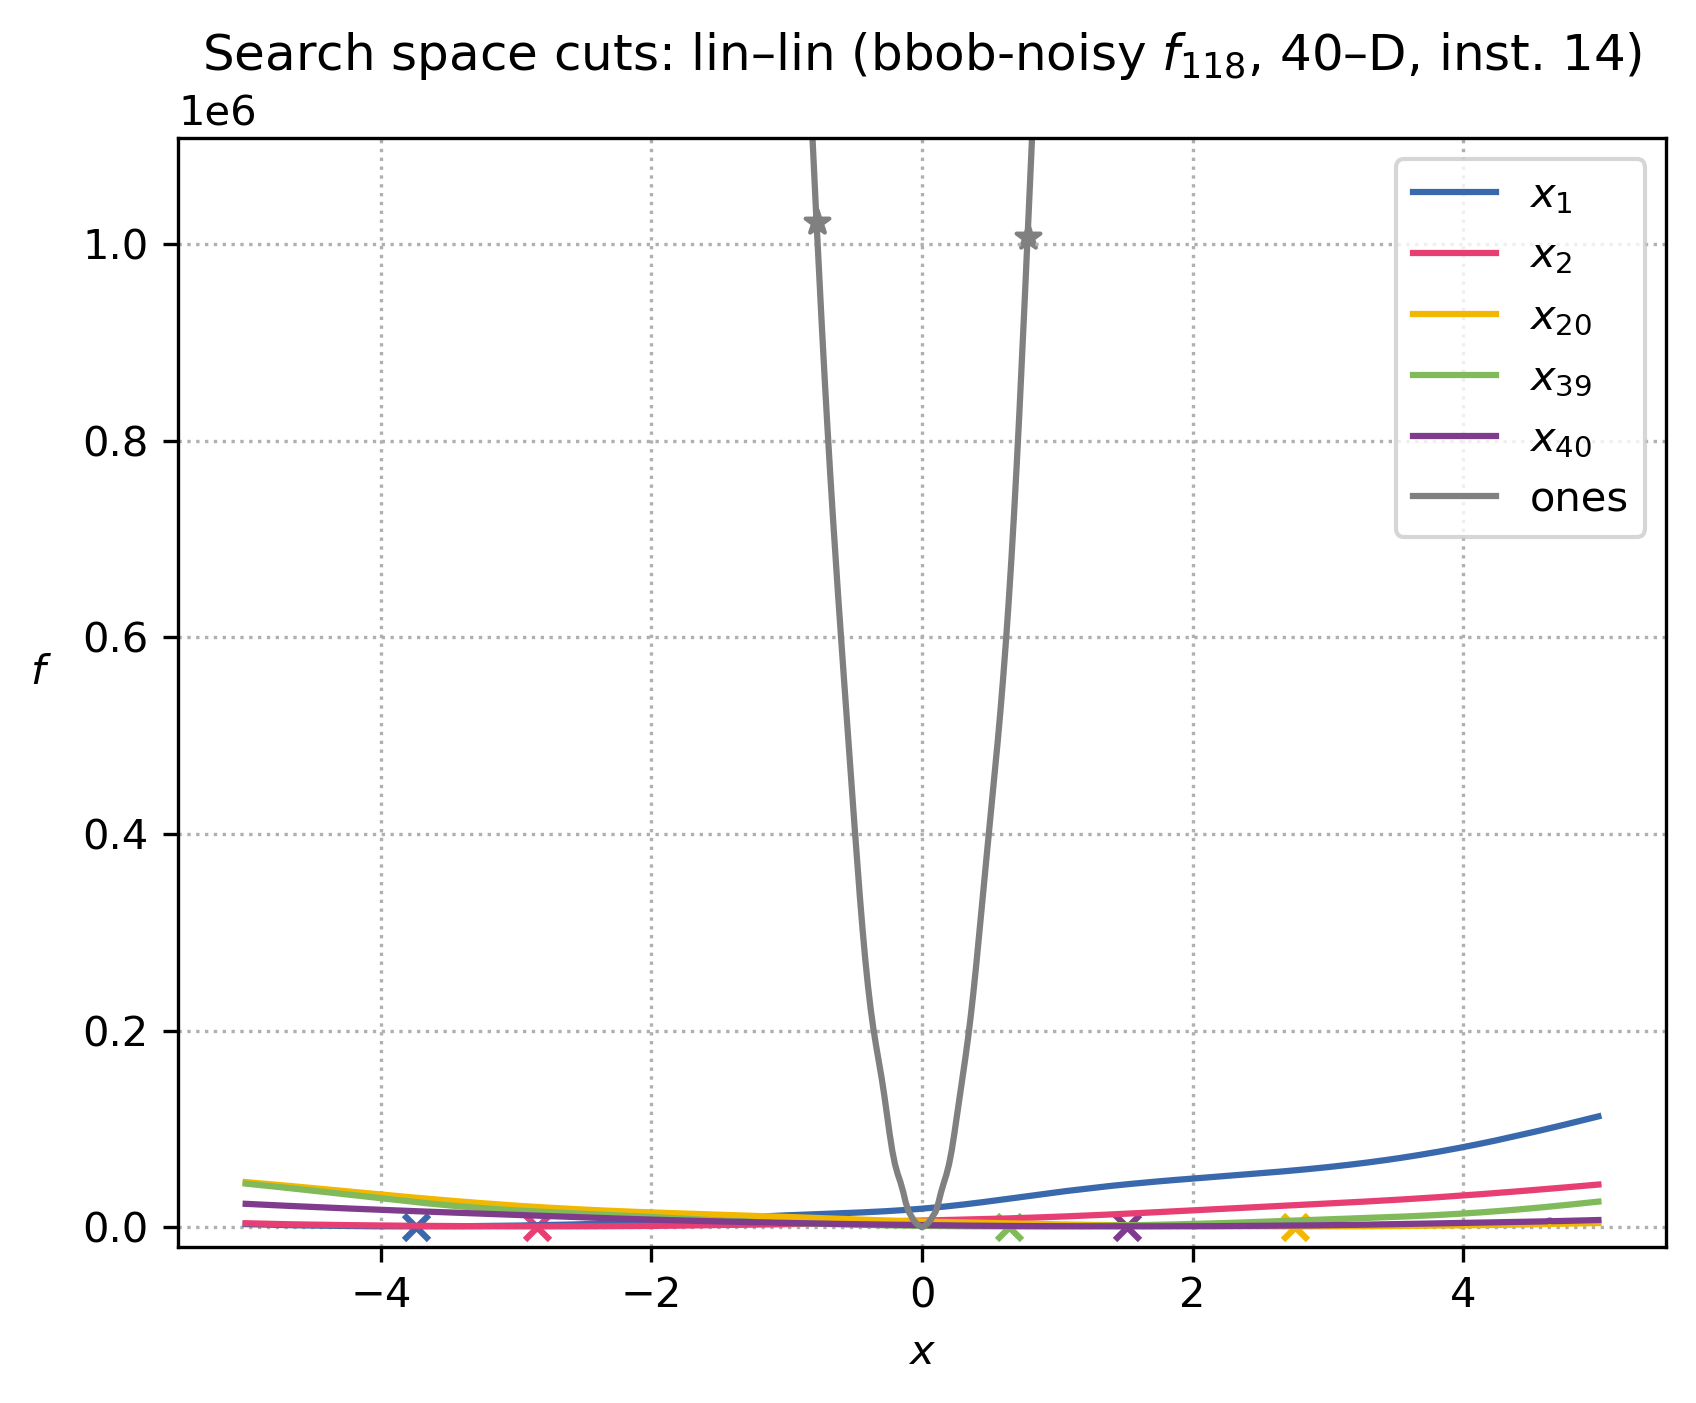 Search space cuts: lin–lin (bbob-noisy f₁₁₈, 40–D, inst. 14)
1e6
1.0
0.8
0.6
0.4
0.2
0.0
f
−4
−2
0
2
4
x
x₁
x₂
x₂₀
x₃₉
x₄₀
ones